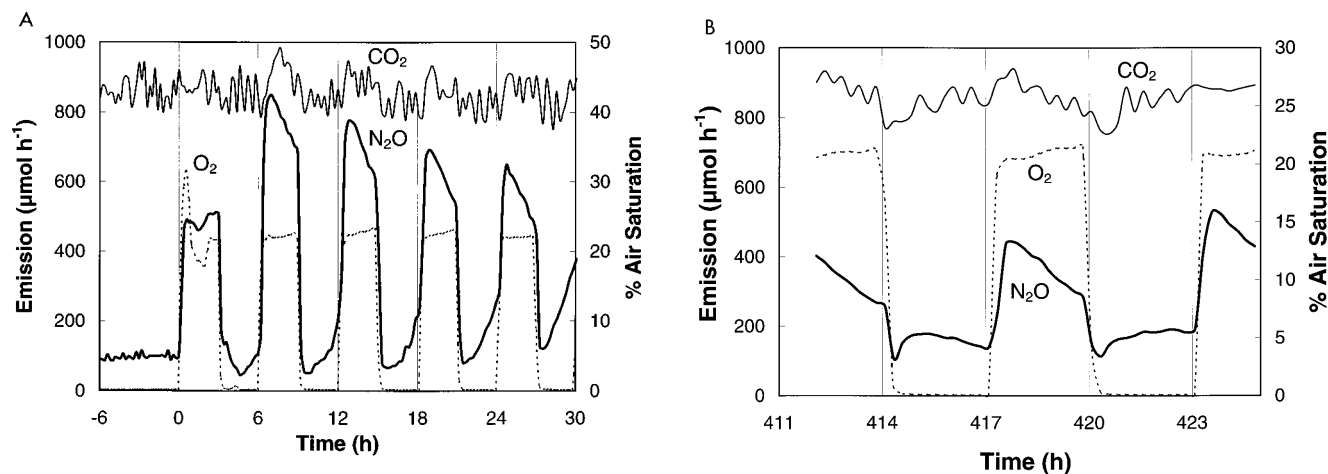 A
1000
800
600
400
200
0
Emission (µmol h⁻¹)
50
40
30
20
10
0
% Air Saturation
CO₂
N₂O
O₂
-6 0 6 12 18 24 30
Time (h)
B
1000
800
600
400
200
0
Emission (µmol h⁻¹)
30
25
20
15
10
5
0
% Air Saturation
CO₂
O₂
N₂O
411 414 417 420 423
Time (h)